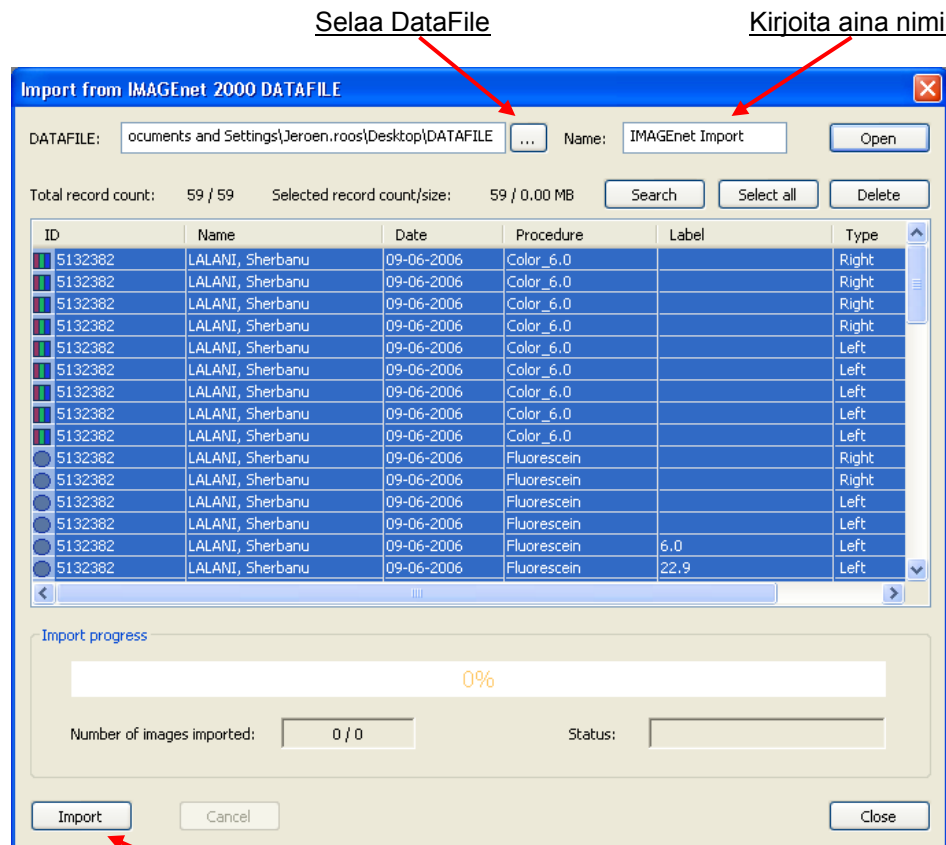 Selaa DataFile Kirjoita aina nimi
Import from IMAGEnet 2000 DATAFILE
DATAFILE: ocuments and Settings\Jeroen.roos\Desktop\DATAFILE ... Name: IMAGEnet Import Open
Total record count: 59 / 59 Selected record count/size: 59 / 0.00 MB Search Select all Delete
ID Name Date Procedure Label Type
5132382 LALANI, Sherbanu 09-06-2006 Color_6.0 Right
5132382 LALANI, Sherbanu 09-06-2006 Color_6.0 Right
5132382 LALANI, Sherbanu 09-06-2006 Color_6.0 Right
5132382 LALANI, Sherbanu 09-06-2006 Color_6.0 Right
5132382 LALANI, Sherbanu 09-06-2006 Color_6.0 Left
5132382 LALANI, Sherbanu 09-06-2006 Color_6.0 Left
5132382 LALANI, Sherbanu 09-06-2006 Color_6.0 Left
5132382 LALANI, Sherbanu 09-06-2006 Color_6.0 Left
5132382 LALANI, Sherbanu 09-06-2006 Color_6.0 Left
5132382 LALANI, Sherbanu 09-06-2006 Fluorescein Right
5132382 LALANI, Sherbanu 09-06-2006 Fluorescein Right
5132382 LALANI, Sherbanu 09-06-2006 Fluorescein Left
5132382 LALANI, Sherbanu 09-06-2006 Fluorescein Left
5132382 LALANI, Sherbanu 09-06-2006 Fluorescein 6.0 Left
5132382 LALANI, Sherbanu 09-06-2006 Fluorescein 22.9 Left
Import progress
0%
Number of images imported: 0 / 0 Status:
Import Cancel Close